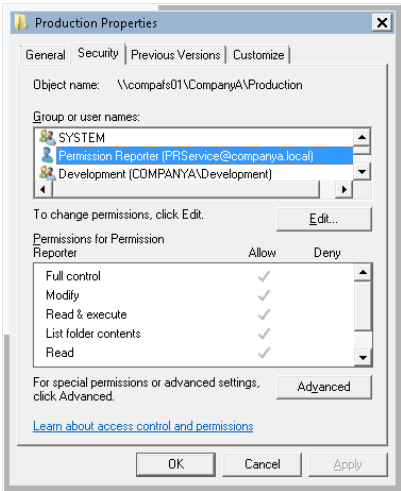 Production Properties
General Security Previous Versions Customize
Object name: \\compafs01\CompanyA\Production
Group or user names:
SYSTEM
Permission Reporter (PRService@companya.local)
Development (COMPANYA\Development)
To change permissions, click Edit.
Edit...
Permissions for Permission
Reporter Allow Deny
Full control
Modify
Read & execute
List folder contents
Read
For special permissions or advanced settings,
click Advanced.
Advanced
Learn about access control and permissions
OK Cancel Apply